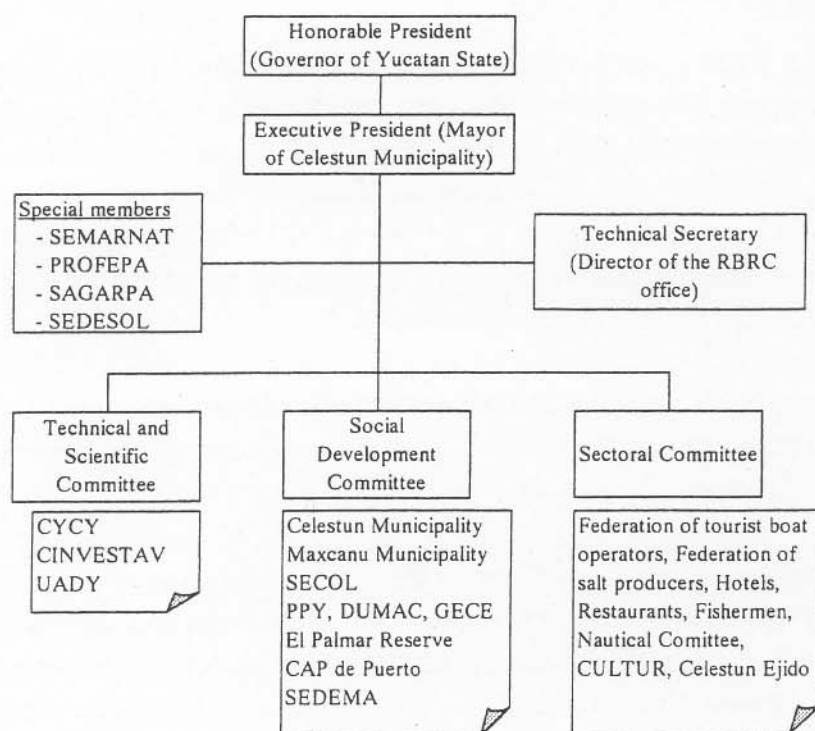 Honorable President
(Governor of Yucatan State)
Executive President (Mayor
of Celestun Municipality)
Special members
- SEMARNAT
- PROFEPA
- SAGARPA
- SEDESOL
Technical Secretary
(Director of the RBRC
office)
Technical and
Scientific
Committee
Social
Development
Committee
Sectoral Committee
CYCY
CINVESTAV
UADY
Celestun Municipality
Maxcanu Municipality
SECOL
PPY, DUMAC, GECE
El Palmar Reserve
CAP de Puerto
SEDEMA
Federation of tourist boat
operators, Federation of
salt producers, Hotels,
Restaurants, Fishermen,
Nautical Comittee,
CULTUR, Celestun Ejido